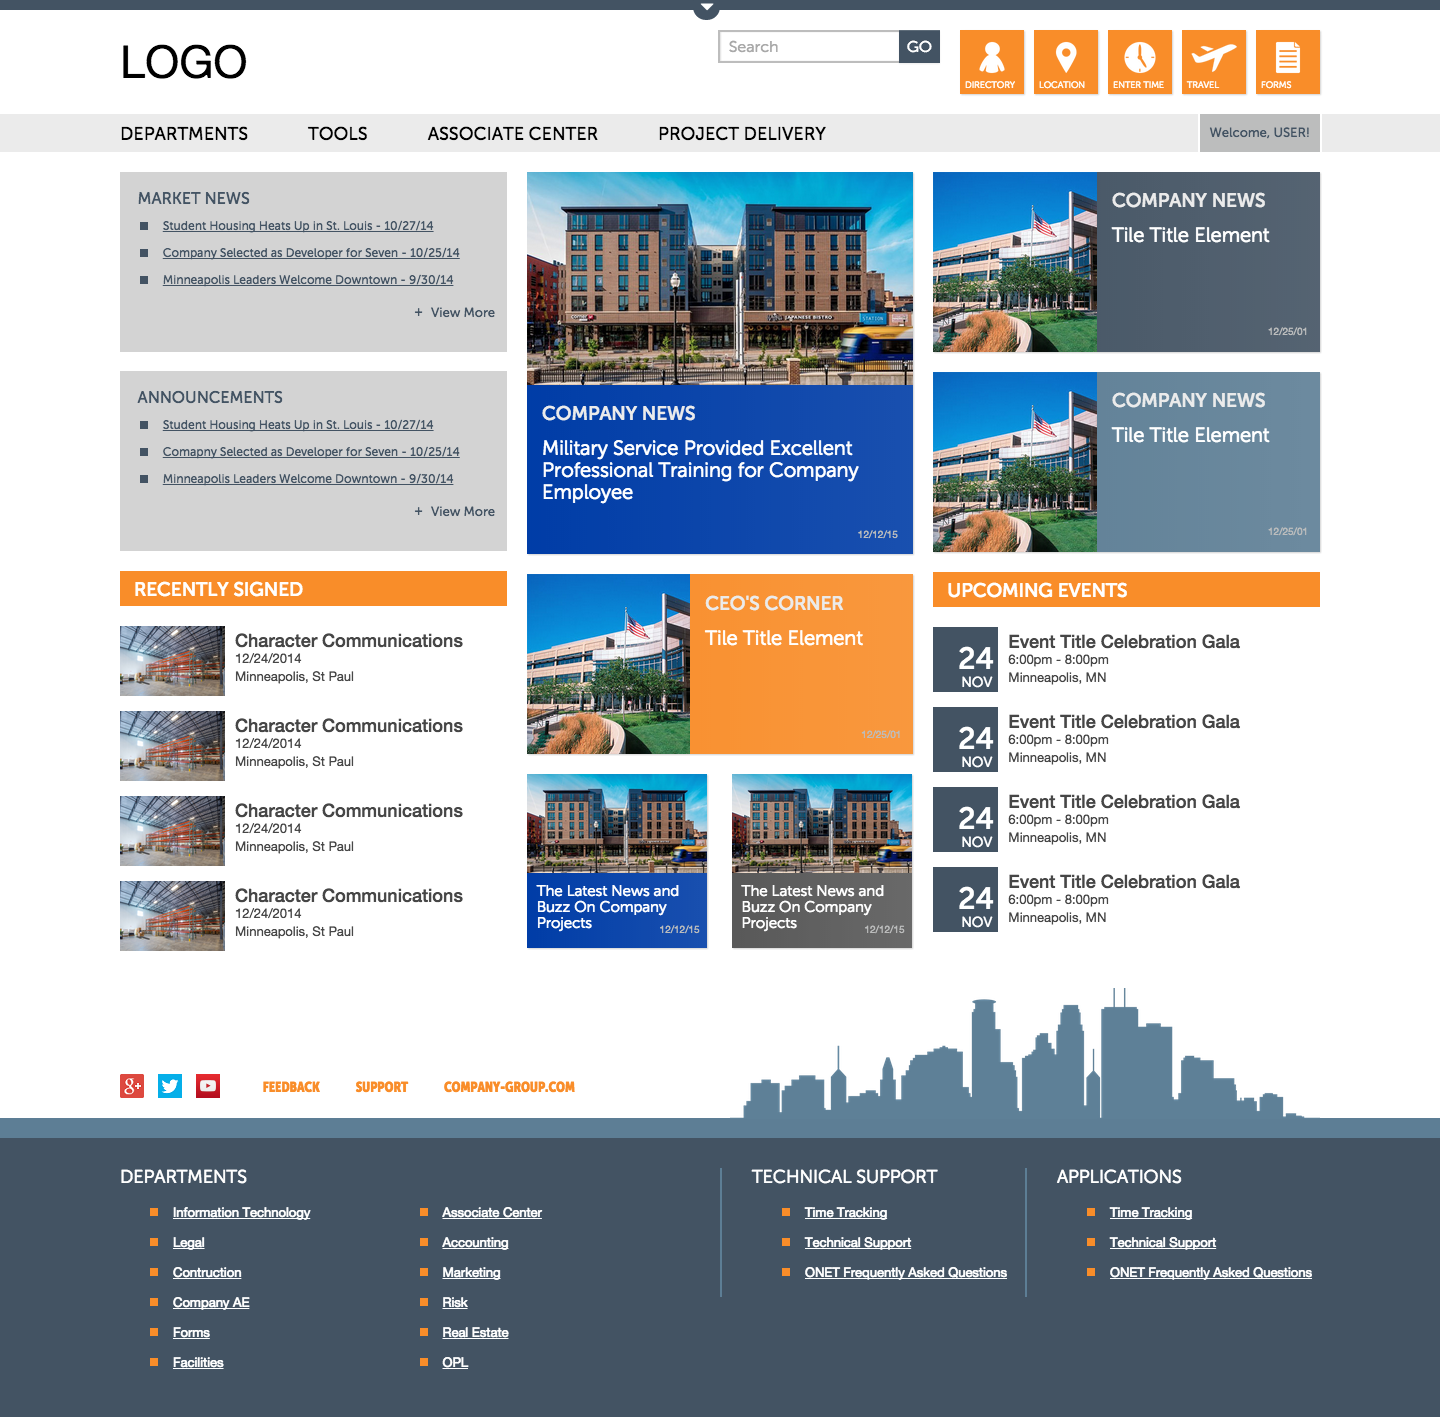 LOGO
Search
GO
DIRECTORY
LOCATION
ENTER TIME
TRAVEL
FORMS
DEPARTMENTS
TOOLS
ASSOCIATE CENTER
PROJECT DELIVERY
Welcome, USER!
MARKET NEWS
Student Housing Heats Up in St. Louis - 10/27/14
Company Selected as Developer for Seven - 10/25/14
Minneapolis Leaders Welcome Downtown - 9/30/14
+ View More
ANNOUNCEMENTS
Student Housing Heats Up in St. Louis - 10/27/14
Comapny Selected as Developer for Seven - 10/25/14
Minneapolis Leaders Welcome Downtown - 9/30/14
+ View More
RECENTLY SIGNED
Character Communications
12/24/2014
Minneapolis, St Paul
Character Communications
12/24/2014
Minneapolis, St Paul
Character Communications
12/24/2014
Minneapolis, St Paul
Character Communications
12/24/2014
Minneapolis, St Paul
JAPANESE BISTRO
STATION
COMPANY NEWS
Military Service Provided Excellent
Professional Training for Company
Employee
12/12/15
CEO'S CORNER
Tile Title Element
12/25/01
The Latest News and
Buzz On Company
Projects
12/12/15
The Latest News and
Buzz On Company
Projects
12/12/15
COMPANY NEWS
Tile Title Element
12/25/01
COMPANY NEWS
Tile Title Element
12/25/01
UPCOMING EVENTS
24
NOV
Event Title Celebration Gala
6:00pm - 8:00pm
Minneapolis, MN
24
NOV
Event Title Celebration Gala
6:00pm - 8:00pm
Minneapolis, MN
24
NOV
Event Title Celebration Gala
6:00pm - 8:00pm
Minneapolis, MN
24
NOV
Event Title Celebration Gala
6:00pm - 8:00pm
Minneapolis, MN
g+
FEEDBACK
SUPPORT
COMPANY-GROUP.COM
DEPARTMENTS
Information Technology
Legal
Contruction
Company AE
Forms
Facilities
Associate Center
Accounting
Marketing
Risk
Real Estate
OPL
TECHNICAL SUPPORT
Time Tracking
Technical Support
ONET Frequently Asked Questions
APPLICATIONS
Time Tracking
Technical Support
ONET Frequently Asked Questions